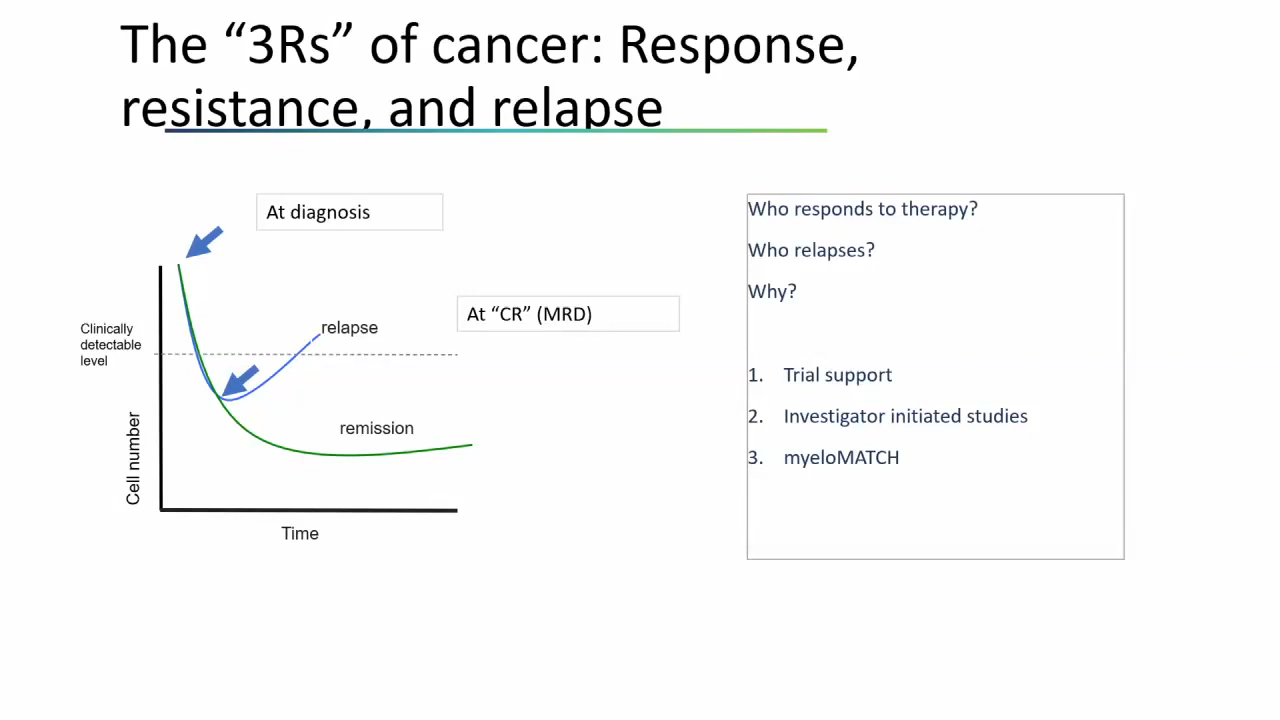 The “3Rs” of cancer: Response,
resistance, and relapse
At diagnosis
At “CR” (MRD)
Clinically
detectable
level
relapse
remission
Cell number
Time
Who responds to therapy?
Who relapses?
Why?
1. Trial support
2. Investigator initiated studies
3. myeloMATCH